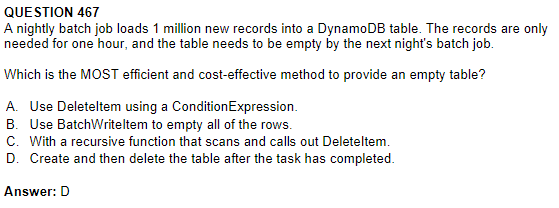 QUESTION 467
A nightly batch job loads 1 million new records into a DynamoDB table. The records are only
needed for one hour, and the table needs to be empty by the next night's batch job.
Which is the MOST efficient and cost-effective method to provide an empty table?
A. Use DeleteItem using a ConditionExpression.
B. Use BatchWriteItem to empty all of the rows.
C. With a recursive function that scans and calls out DeleteItem.
D. Create and then delete the table after the task has completed.
Answer: D